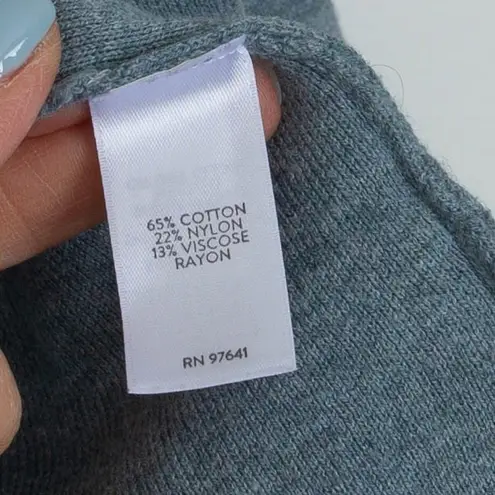 65% COTTON
22% NYLON
13% VISCOSE
RAYON
RN 97641